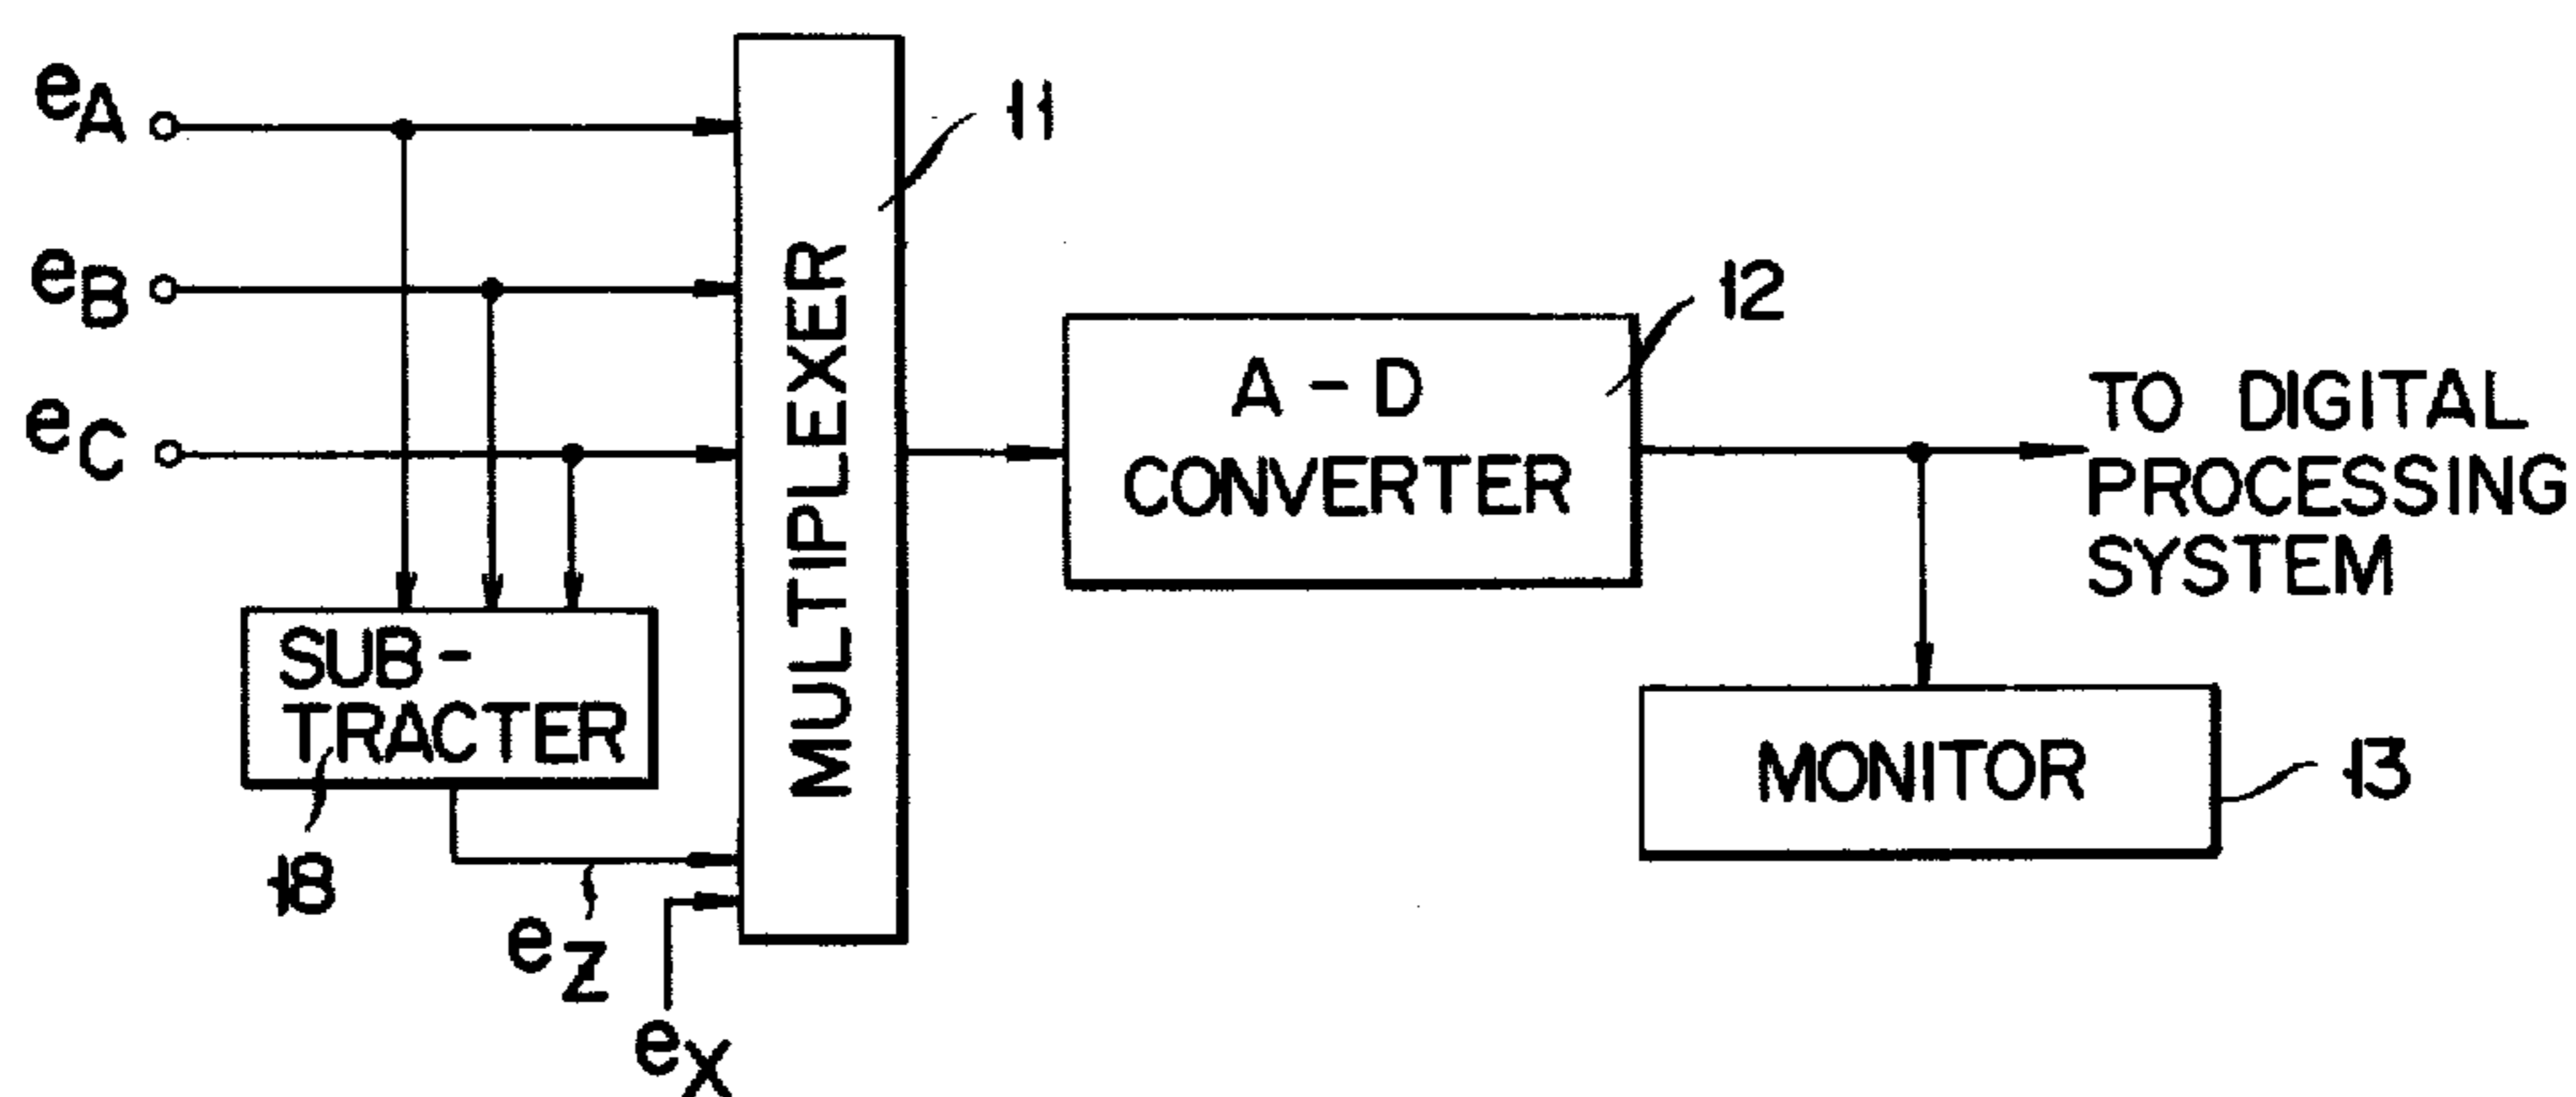 eA
11
eB
12
eC
MULTIPLEXER
A-D
CONVERTER
TO DIGITAL
PROCESSING
SYSTEM
SUB-
TRACTER
18
MONITOR
13
eZ
eX